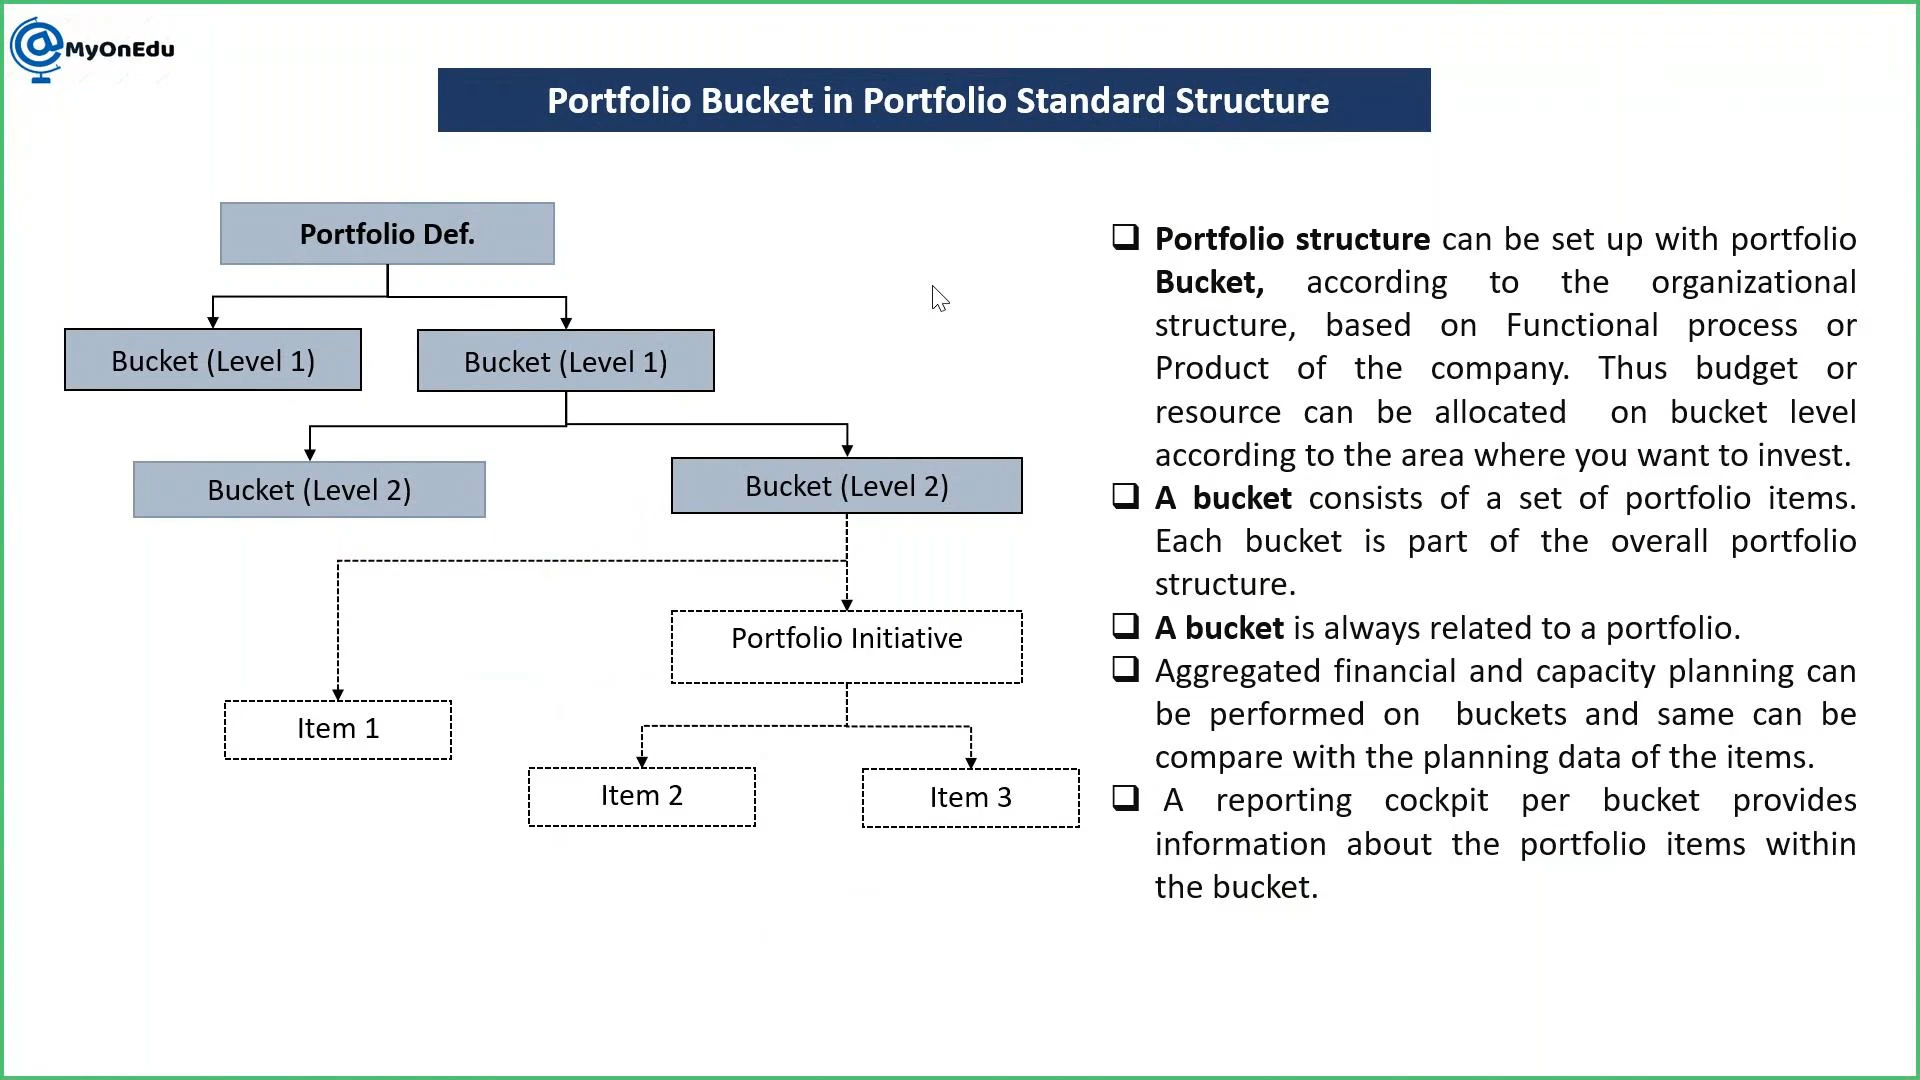 MyOnEdu
Portfolio Bucket in Portfolio Standard Structure
Portfolio Def.
Bucket (Level 1)
Bucket (Level 1)
Bucket (Level 2)
Bucket (Level 2)
Portfolio Initiative
Item 1
Item 2
Item 3
Portfolio structure can be set up with portfolio
Bucket, according to the organizational
structure, based on Functional process or
Product of the company. Thus budget or
resource can be allocated on bucket level
according to the area where you want to invest.
A bucket consists of a set of portfolio items.
Each bucket is part of the overall portfolio
structure.
A bucket is always related to a portfolio.
Aggregated financial and capacity planning can
be performed on buckets and same can be
compare with the planning data of the items.
A reporting cockpit per bucket provides
information about the portfolio items within
the bucket.